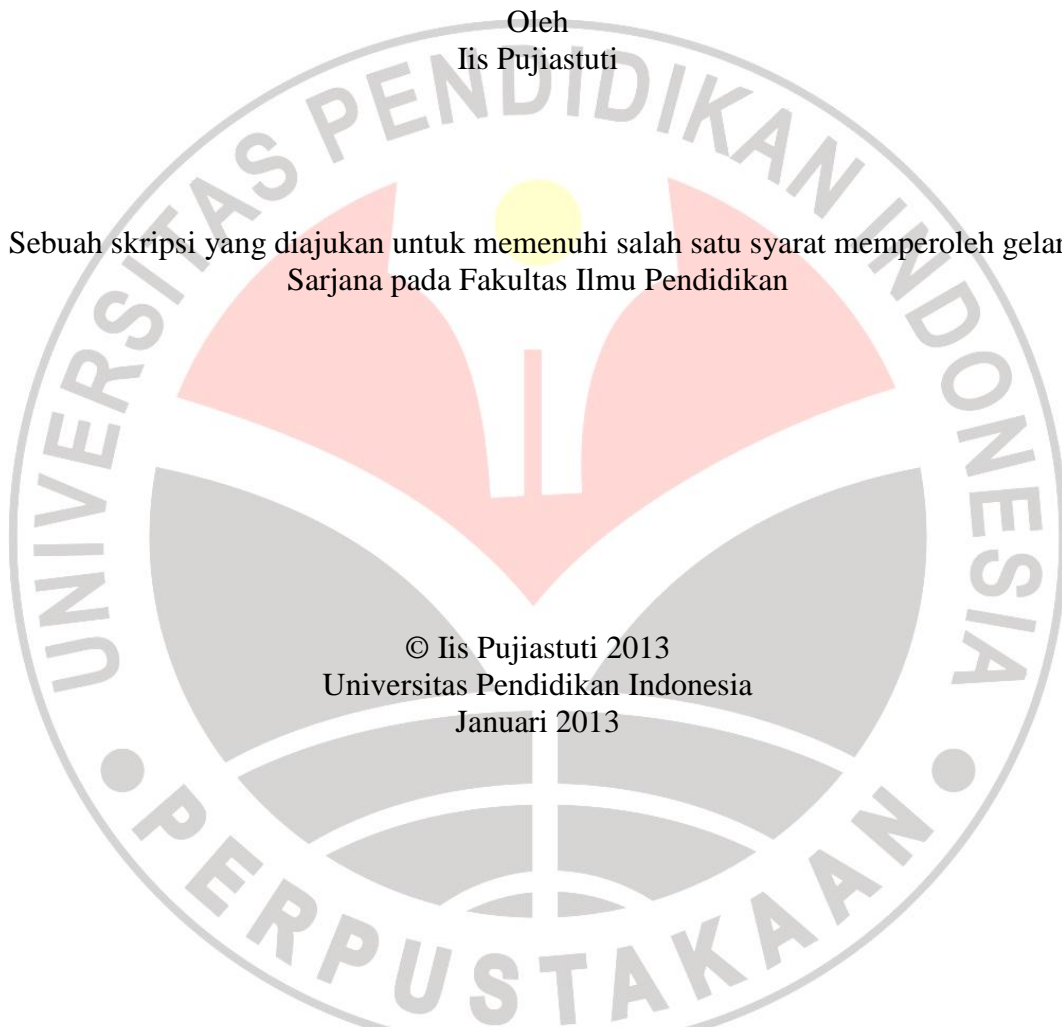 Oleh
Iis Pujiastuti
UNIVERSITAS PENDIDIKAN INDONESIA
Sebuah skripsi yang diajukan untuk memenuhi salah satu syarat memperoleh gelar
Sarjana pada Fakultas Ilmu Pendidikan
© Iis Pujiastuti 2013
Universitas Pendidikan Indonesia
Januari 2013
PERPUSTAKAAN